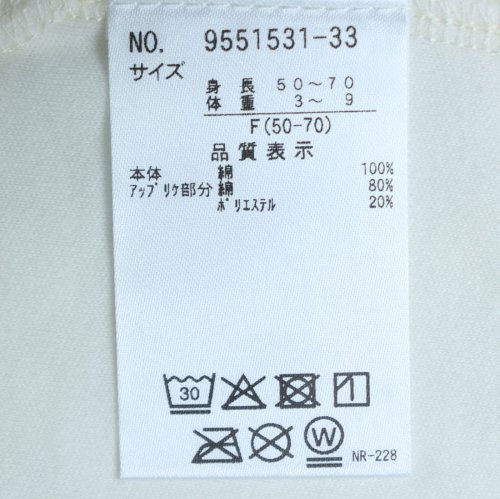 NO. 9551531-33
サイズ
身長 50～70
体重 3～9
F(50-70)
品質表示
本体 綿 100%
アップリケ部分 綿 80%
ポリエステル 20%
30
W
NR-228